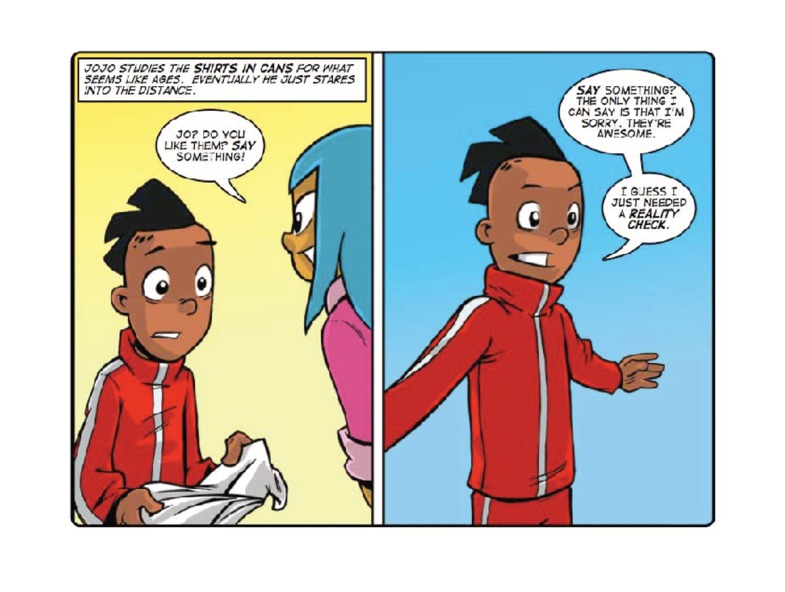 JOJO STUDIES THE SHIRTS IN CANS FOR WHAT
SEEMS LIKE AGES. EVENTUALLY HE JUST STARES
INTO THE DISTANCE.
JO? DO YOU
LIKE THEM? SAY
SOMETHING!
SAY SOMETHING?
THE ONLY THING I
CAN SAY IS THAT I'M
SORRY. THEY'RE
AWESOME.
I GUESS I
JUST NEEDED
A REALITY
CHECK.